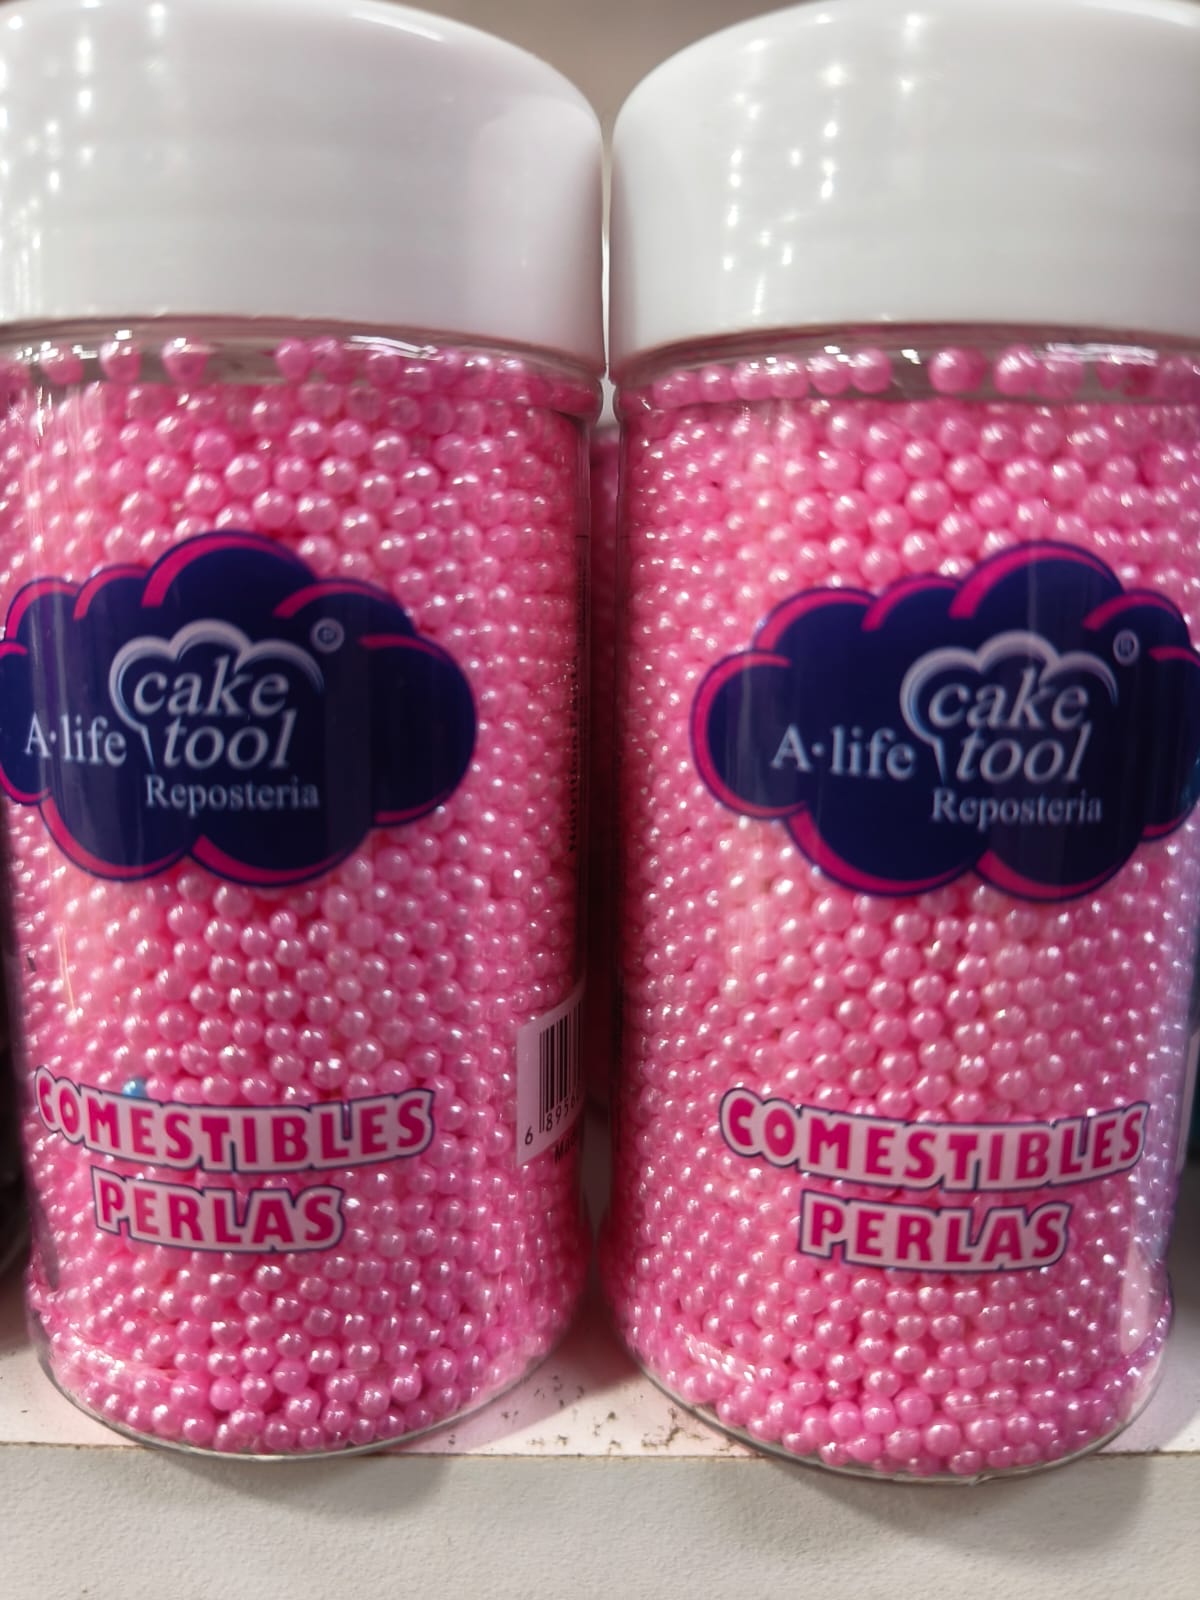 cake ®
A·life tool
Reposteria
COMESTIBLES
PERLAS
cake ®
A·life tool
Reposteria
COMESTIBLES
PERLAS